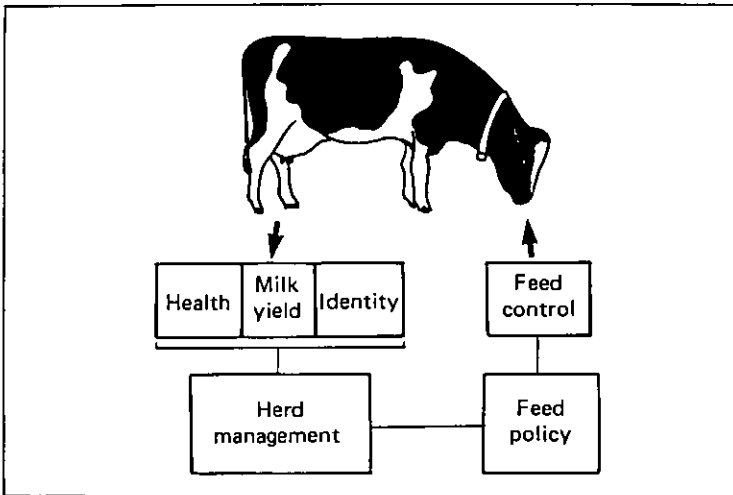 Health
Milk
yield
Identity
Feed
control
Herd
management
Feed
policy